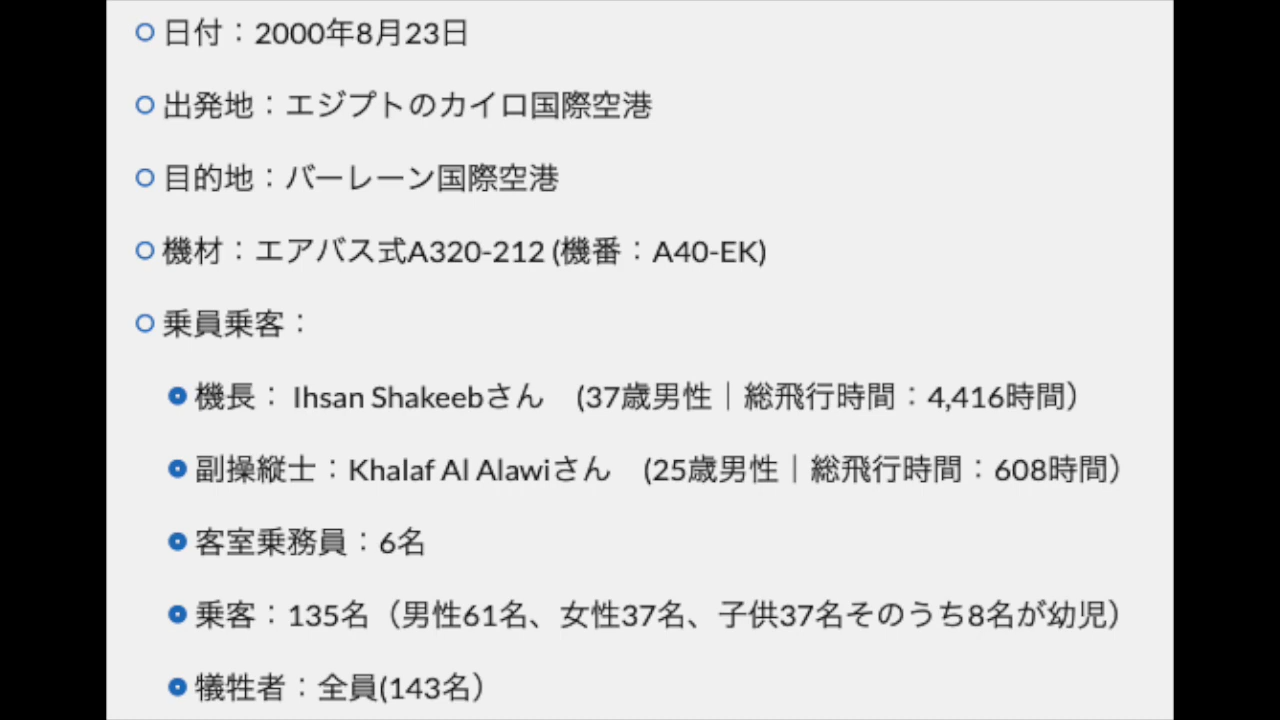 日付：2000年8月23日
出発地：エジプトのカイロ国際空港
目的地：バーレーン国際空港
機材：エアバス式A320-212 (機番：A40-EK)
乗員乗客：
機長： Ihsan Shakeebさん　(37歳男性｜総飛行時間：4,416時間）
副操縦士：Khalaf Al Alawiさん　(25歳男性｜総飛行時間：608時間）
客室乗務員：6名
乗客：135名（男性61名、女性37名、子供37名そのうち8名が幼児）
犠牲者：全員(143名）